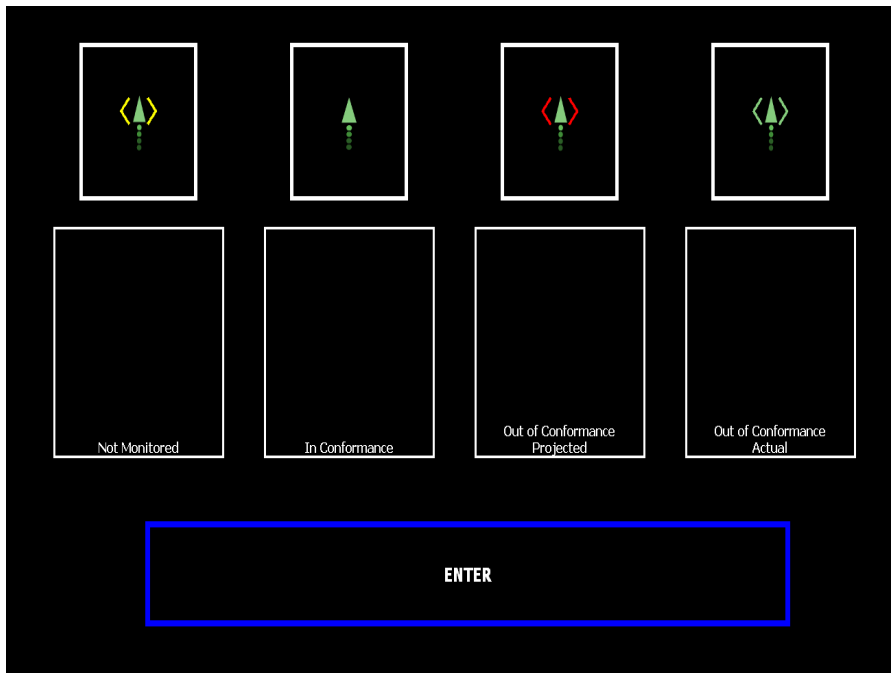 Not Monitored
In Conformance
Out of Conformance
Projected
Out of Conformance
Actual
ENTER